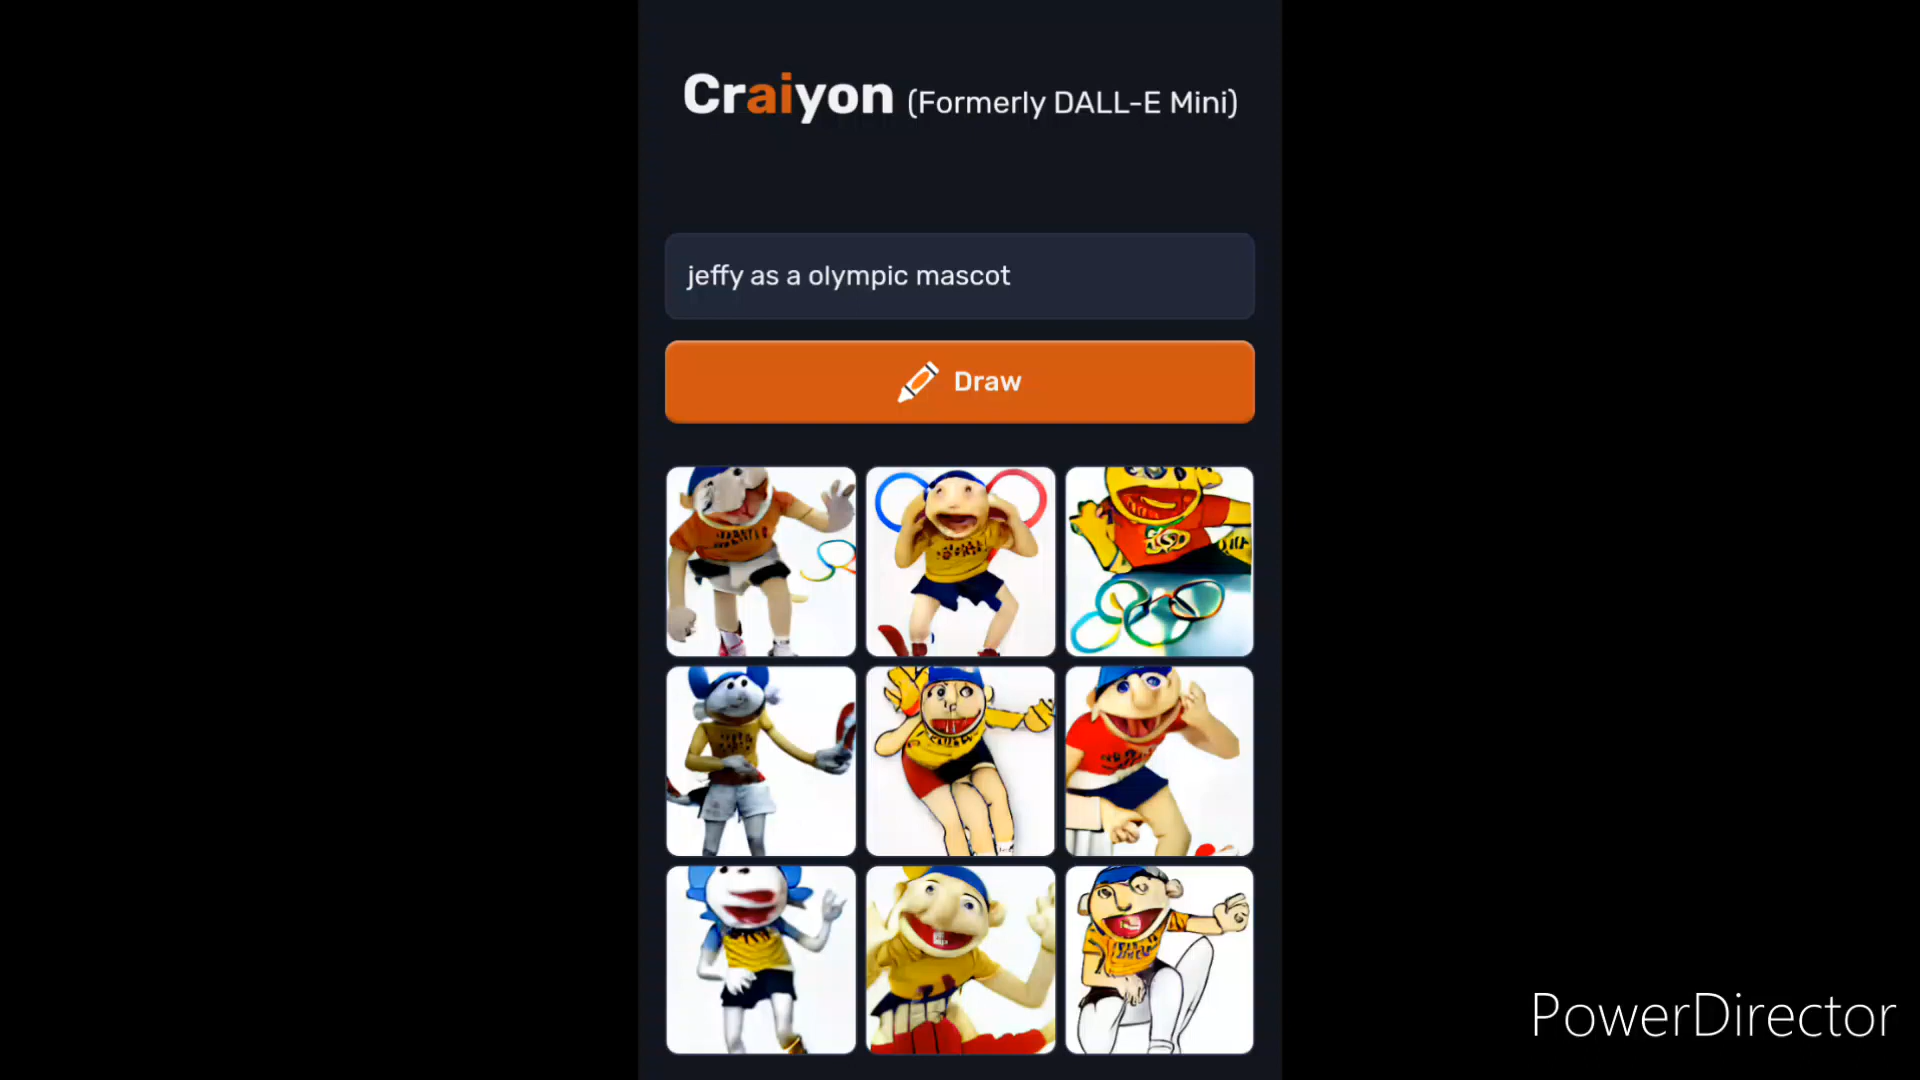 Craiyon (Formerly DALL-E Mini)
jeffy as a olympic mascot
Draw
PowerDirector